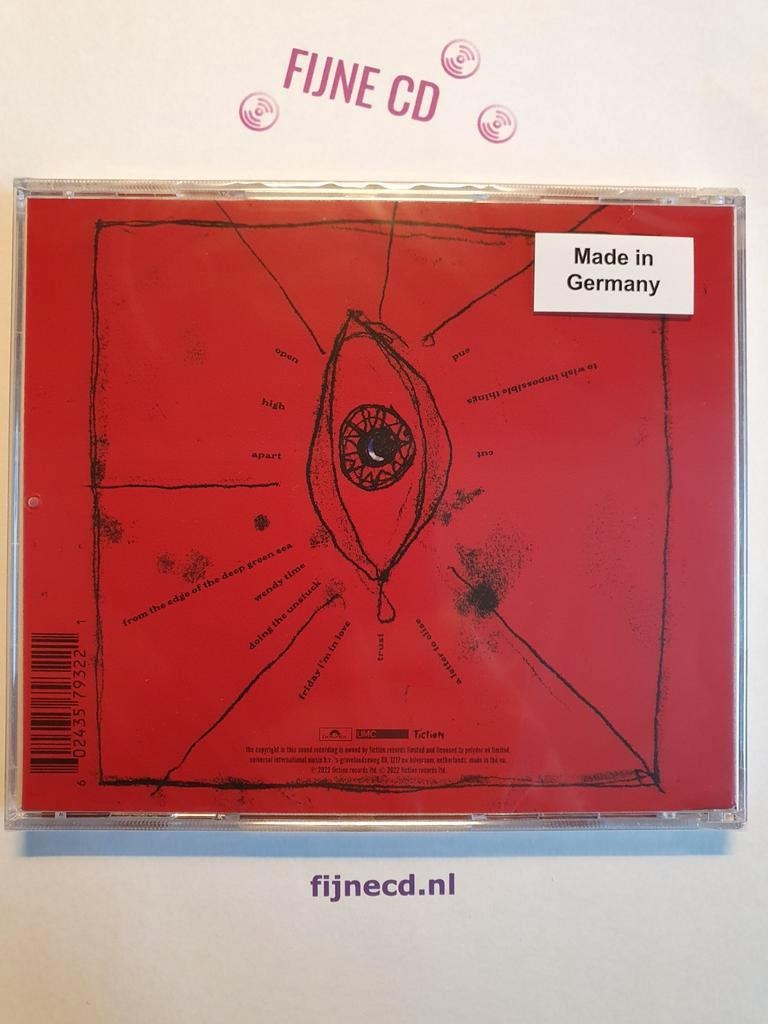 FIJNE CD
Made in
Germany
open
high
apart
from the edge of the deep green sea
wendy time
doing the unstuck
friday i'm in love
trust
a letter to elise
cut
to wish impossible things
end
6 02435 79322 1
polydor UMC Fiction
the copyright in this sound recording is owned by fiction records limited and licensed to polydor uk limited.
universal international music b.v. 's-gravelandseweg 80, 1217 ew hilversum, netherlands. made in the eu.
℗ 2022 fiction records ltd. © 2022 fiction records ltd.
fijnecd.nl